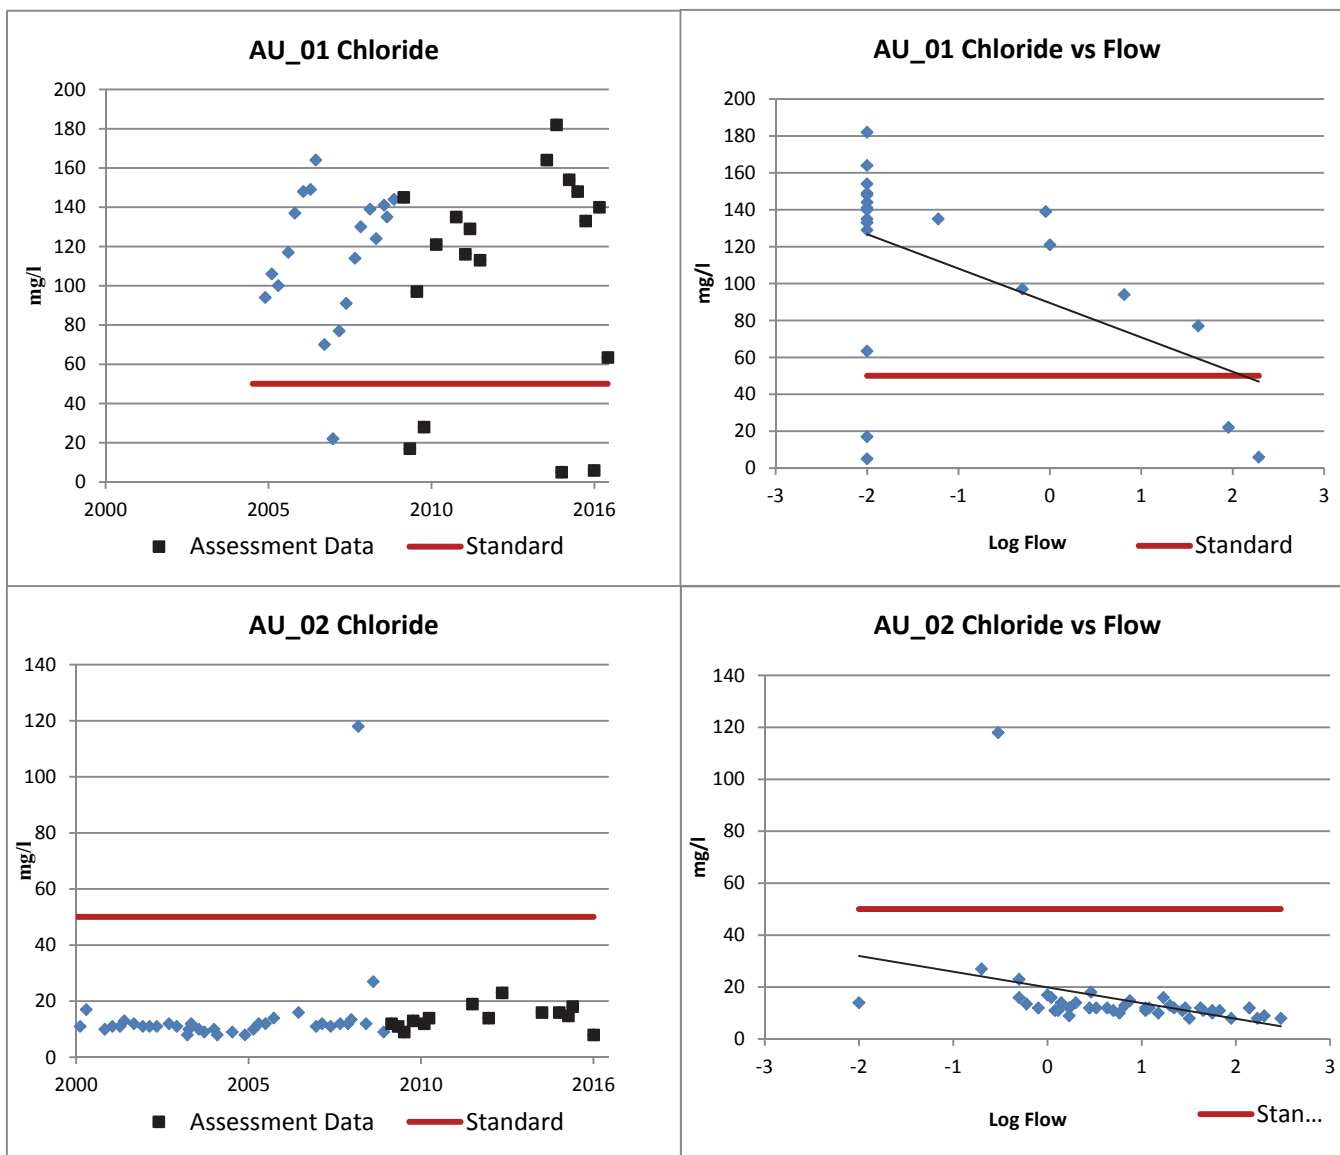 AU_01 Chloride
200
180
160
140
120
100
80
60
40
20
0
mg/l
2000 2005 2010 2016
Assessment Data Standard
AU_01 Chloride vs Flow
200
180
160
140
120
100
80
60
40
20
0
mg/l
-3 -2 -1 0 1 2 3
Log Flow
Standard
AU_02 Chloride
140
120
100
80
60
40
20
0
mg/l
2000 2005 2010 2016
Assessment Data Standard
AU_02 Chloride vs Flow
140
120
100
80
60
40
20
0
mg/l
-3 -2 -1 0 1 2 3
Log Flow
Stan...